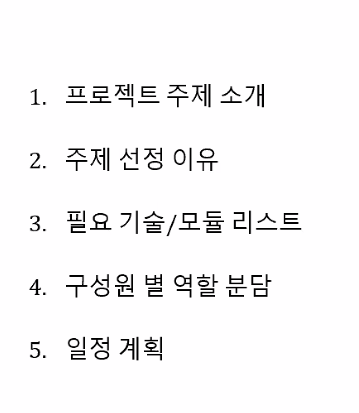 1. 프로젝트 주제 소개
2. 주제 선정 이유
3. 필요 기술/모듈 리스트
4. 구성원 별 역할 분담
5. 일정 계획